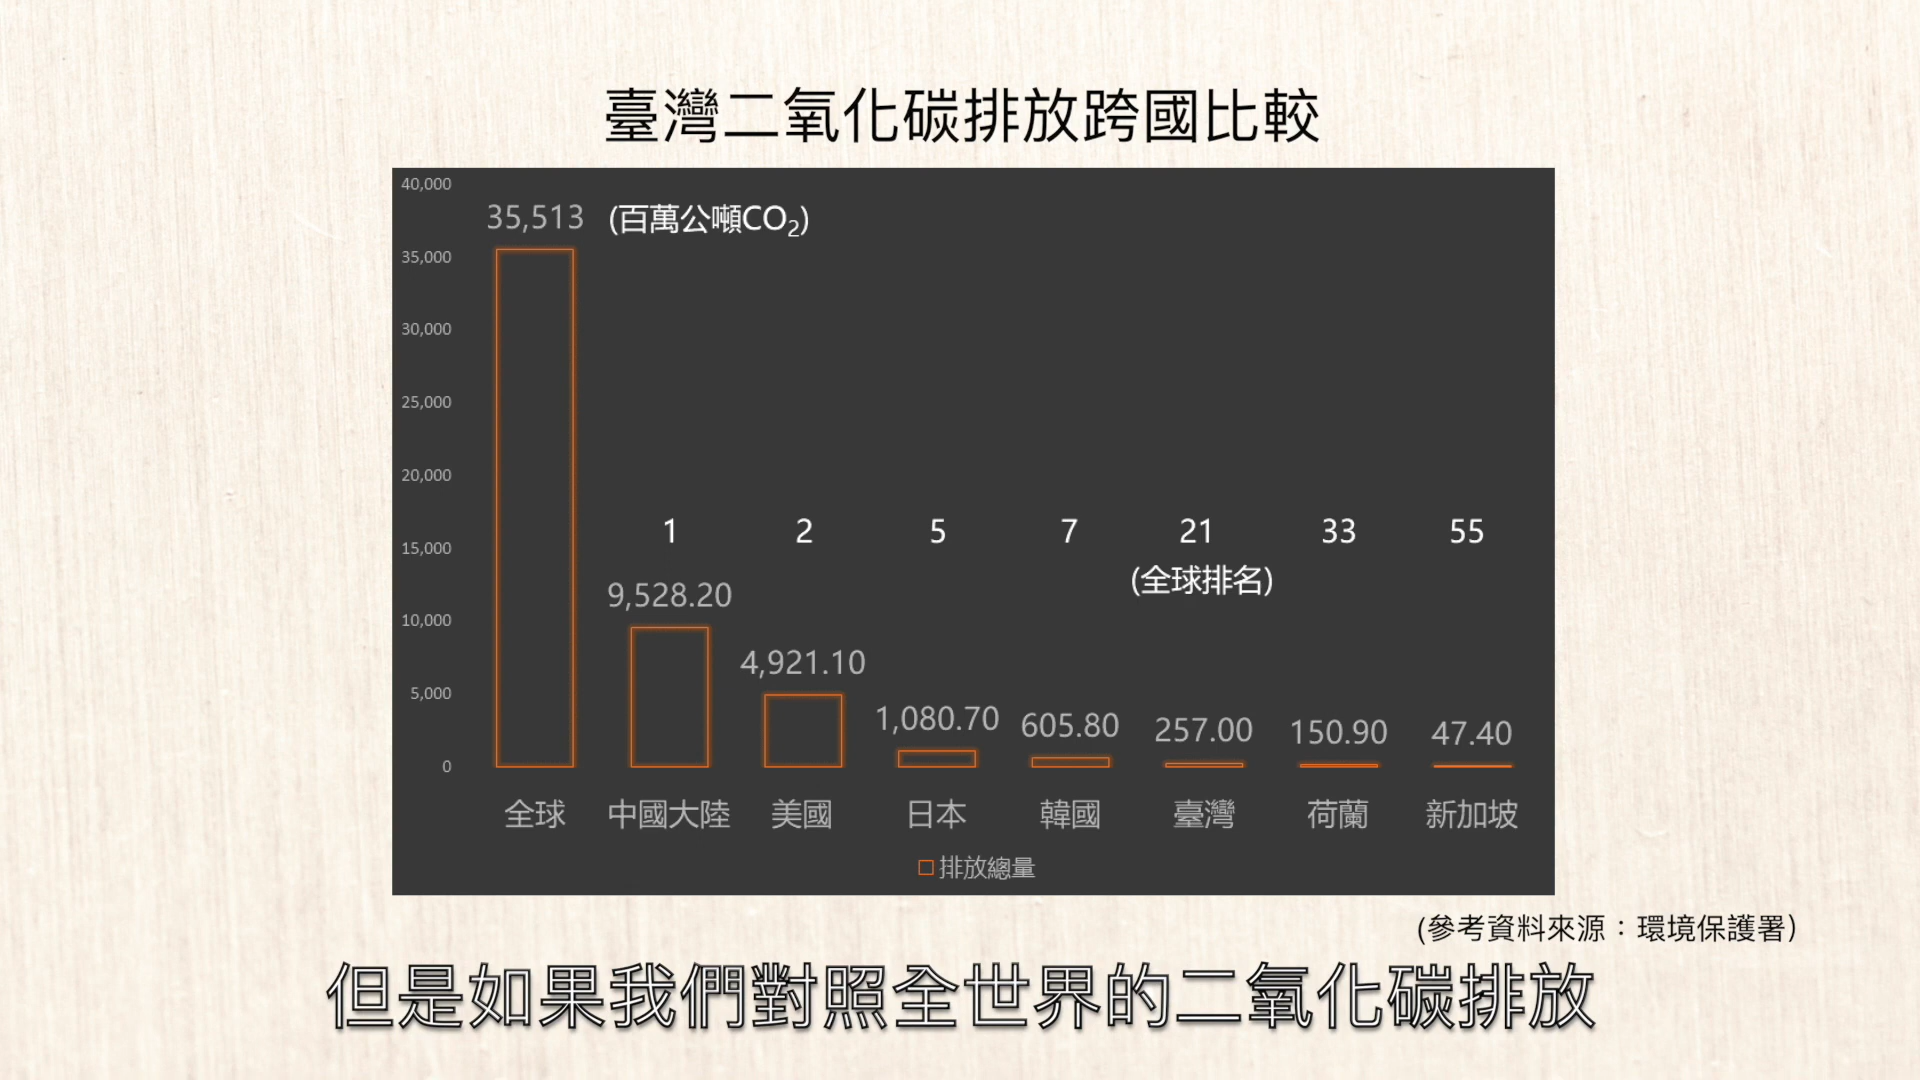 臺灣二氧化碳排放跨國比較
40,000
35,513 (百萬公噸CO₂)
35,000
30,000
25,000
20,000
1 2 5 7 21 33 55
15,000
(全球排名)
9,528.20
10,000
4,921.10
5,000
1,080.70 605.80 257.00 150.90 47.40
0
全球 中國大陸 美國 日本 韓國 臺灣 荷蘭 新加坡
排放總量
(參考資料來源：環境保護署)
但是如果我們對照全世界的二氧化碳排放